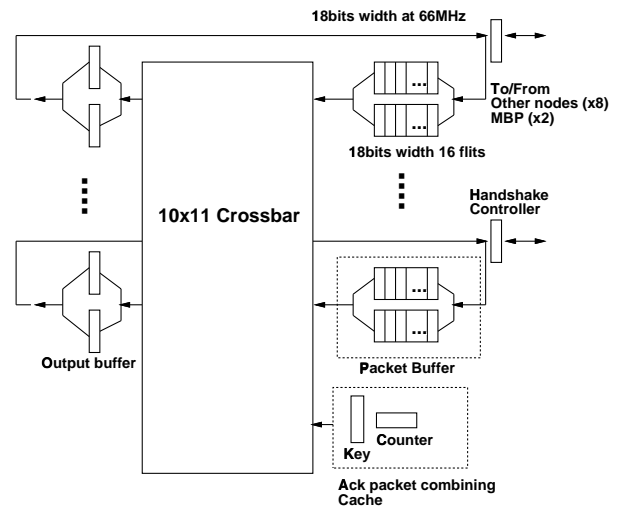 18bits width at 66MHz
To/From
Other nodes (x8)
MBP (x2)
18bits width 16 flits
10x11 Crossbar
Handshake
Controller
Output buffer
Packet Buffer
Key
Counter
Ack packet combining
Cache